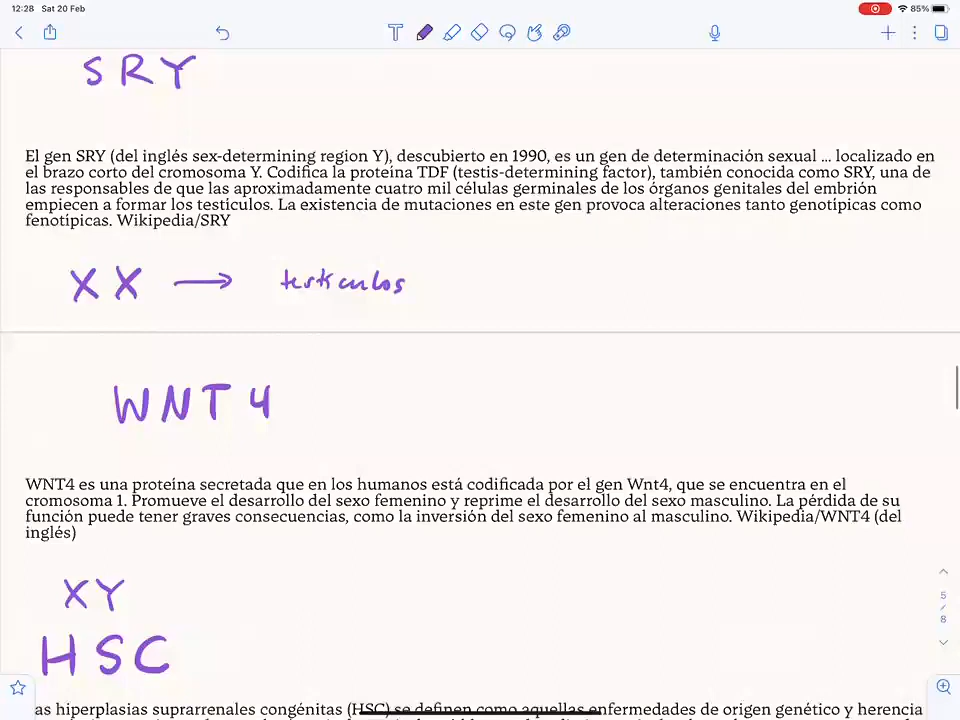 12:28 Sat 20 Feb 85%
SRY
El gen SRY (del inglés sex-determining region Y), descubierto en 1990, es un gen de determinación sexual ... localizado en
el brazo corto del cromosoma Y. Codifica la proteína TDF (testis-determining factor), también conocida como SRY, una de
las responsables de que las aproximadamente cuatro mil células germinales de los órganos genitales del embrión
empiecen a formar los testículos. La existencia de mutaciones en este gen provoca alteraciones tanto genotípicas como
fenotípicas. Wikipedia/SRY
XX → testiculos
WNT4
WNT4 es una proteína secretada que en los humanos está codificada por el gen Wnt4, que se encuentra en el
cromosoma 1. Promueve el desarrollo del sexo femenino y reprime el desarrollo del sexo masculino. La pérdida de su
función puede tener graves consecuencias, como la inversión del sexo femenino al masculino. Wikipedia/WNT4 (del
inglés)
XY
5
/
8
HSC
as hiperplasias suprarrenales congénitas (HSC) se definen como aquellas enfermedades de origen genético y herencia